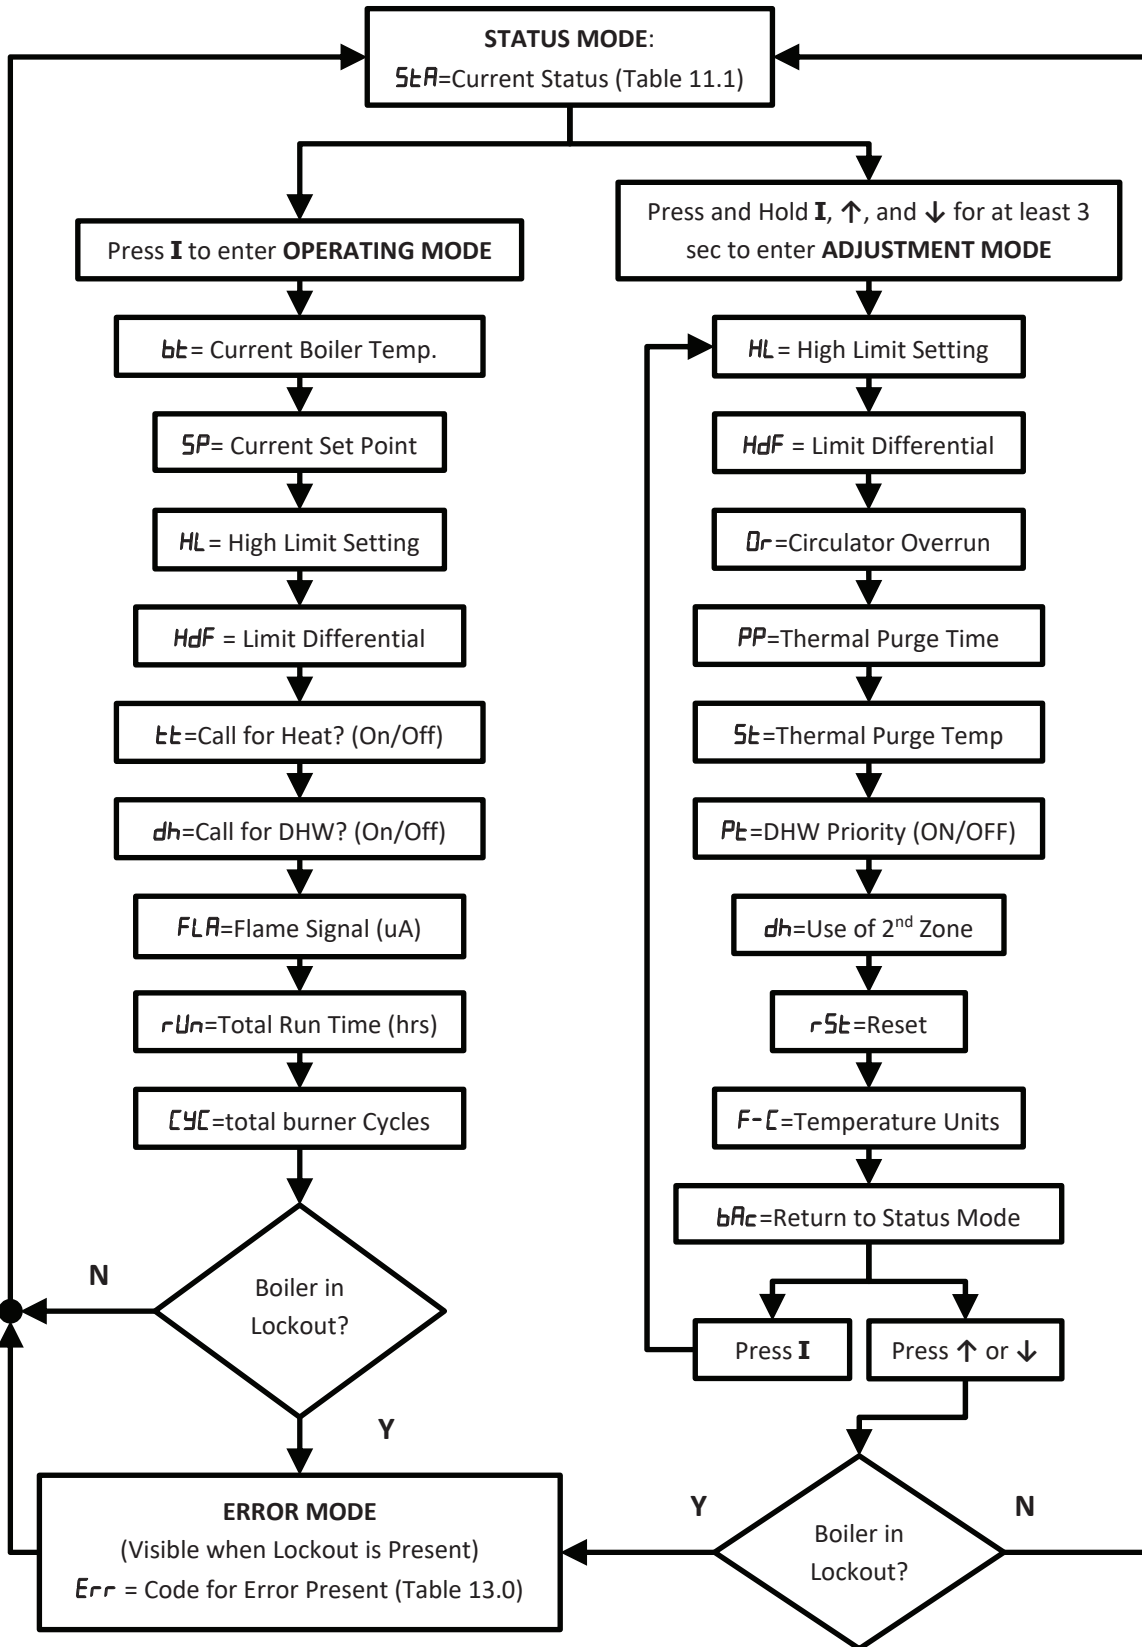 STATUS MODE:
StA=Current Status (Table 11.1)
Press I to enter OPERATING MODE
bt= Current Boiler Temp.
SP= Current Set Point
HL= High Limit Setting
HdF = Limit Differential
tt=Call for Heat? (On/Off)
dh=Call for DHW? (On/Off)
FLA=Flame Signal (uA)
rUn=Total Run Time (hrs)
CYC=total burner Cycles
Boiler in
Lockout?
N
Y
ERROR MODE
(Visible when Lockout is Present)
Err = Code for Error Present (Table 13.0)
Press and Hold I, ↑, and ↓ for at least 3
sec to enter ADJUSTMENT MODE
HL= High Limit Setting
HdF = Limit Differential
Or=Circulator Overrun
PP=Thermal Purge Time
St=Thermal Purge Temp
Pt=DHW Priority (ON/OFF)
dh=Use of 2nd Zone
rSt=Reset
F-C=Temperature Units
bAc=Return to Status Mode
Press I
Press ↑ or ↓
Boiler in
Lockout?
Y
N